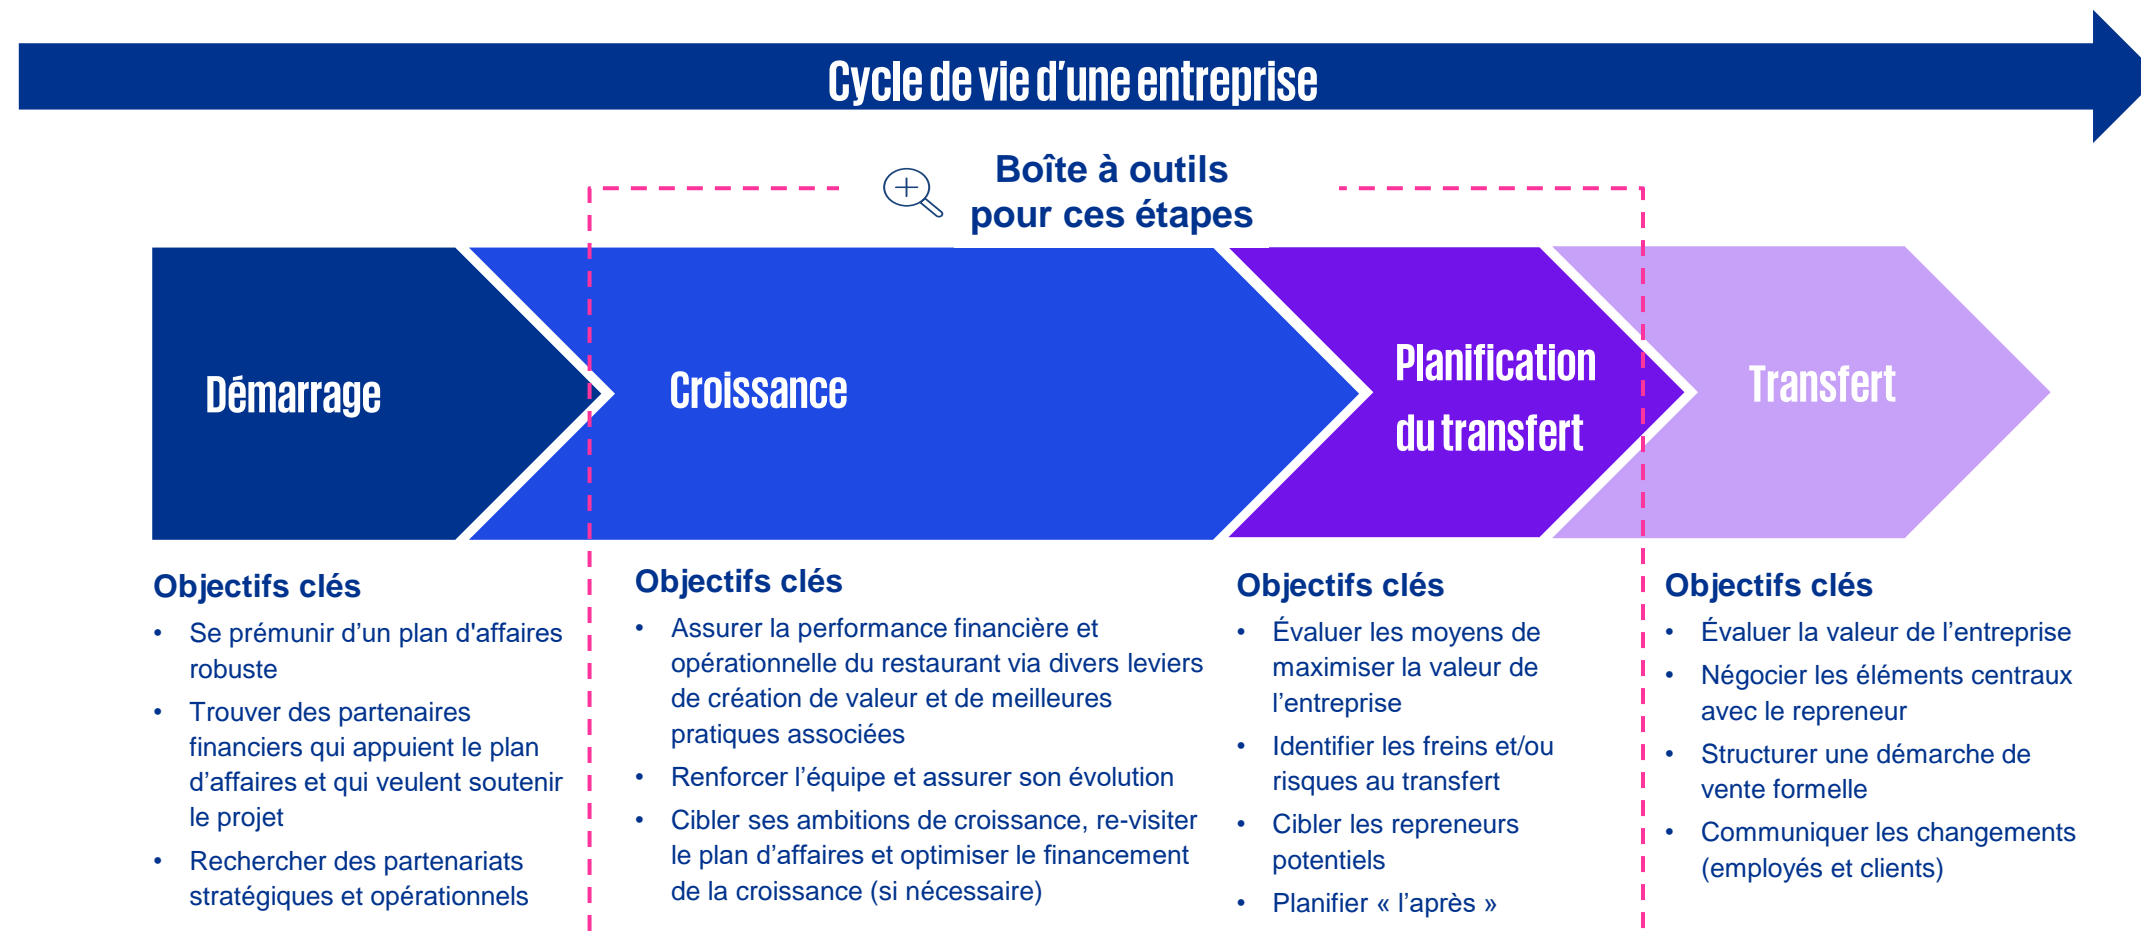 Cycle de vie d’une entreprise
Boîte à outils
pour ces étapes
Démarrage
Croissance
Planification
du transfert
Transfert
Objectifs clés
• Se prémunir d’un plan d'affaires
robuste
• Trouver des partenaires
financiers qui appuient le plan
d’affaires et qui veulent soutenir
le projet
• Rechercher des partenariats
stratégiques et opérationnels
Objectifs clés
• Assurer la performance financière et
opérationnelle du restaurant via divers leviers
de création de valeur et de meilleures
pratiques associées
• Renforcer l’équipe et assurer son évolution
• Cibler ses ambitions de croissance, re-visiter
le plan d’affaires et optimiser le financement
de la croissance (si nécessaire)
Objectifs clés
• Évaluer les moyens de
maximiser la valeur de
l’entreprise
• Identifier les freins et/ou
risques au transfert
• Cibler les repreneurs
potentiels
• Planifier « l’après »
Objectifs clés
• Évaluer la valeur de l’entreprise
• Négocier les éléments centraux
avec le repreneur
• Structurer une démarche de
vente formelle
• Communiquer les changements
(employés et clients)